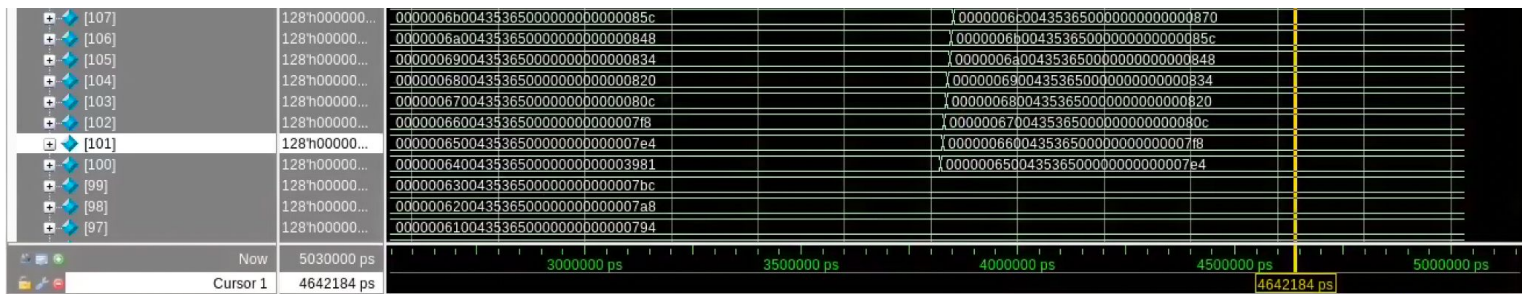 [107] 128'h000000... 0000006b00435365000000000000085c 0000006c004353650000000000000870
[106] 128'h00000... 0000006a004353650000000000000848 0000006b00435365000000000000085c
[105] 128'h00000... 00000069004353650000000000000834 0000006a004353650000000000000848
[104] 128'h00000... 00000068004353650000000000000820 00000069004353650000000000000834
[103] 128'h00000... 0000006700435365000000000000080c 00000068004353650000000000000820
[102] 128'h00000... 000000660043536500000000000007f8 0000006700435365000000000000080c
[101] 128'h00000... 000000650043536500000000000007e4 000000660043536500000000000007f8
[100] 128'h00000... 00000064004353650000000000003981 000000650043536500000000000007e4
[99] 128'h00000... 000000630043536500000000000007bc
[98] 128'h00000... 000000620043536500000000000007a8
[97] 128'h00000... 00000061004353650000000000000794
Now 5030000 ps 3000000 ps 3500000 ps 4000000 ps 4500000 ps 5000000 ps
Cursor 1 4642184 ps 4642184 ps